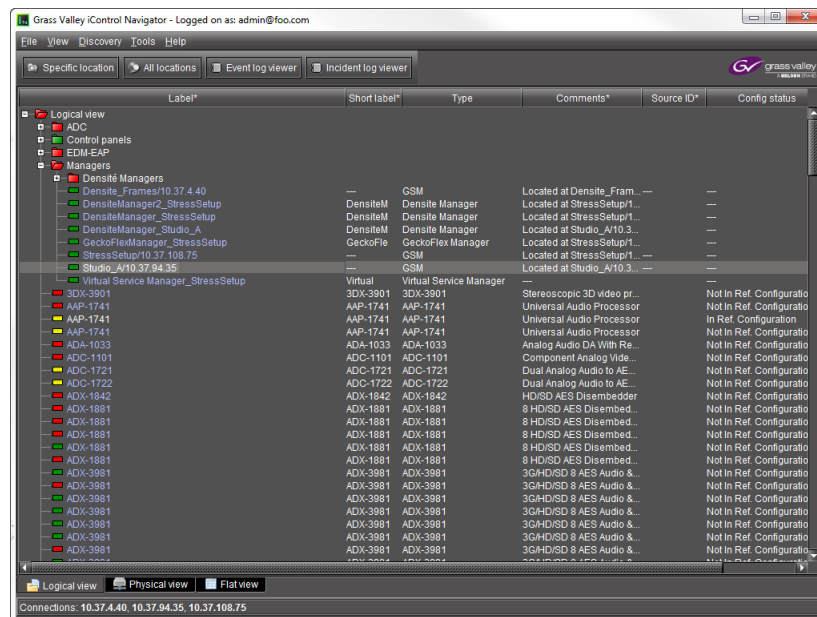 Grass Valley iControl Navigator - Logged on as: admin@foo.com
File View Discovery Tools Help
Specific location All locations Event log viewer Incident log viewer
GV grass valley
A BELDEN BRAND
Label* Short label* Type Comments* Source ID* Config status
Logical view
ADC
Control panels
EDM-EAP
Managers
Densité Managers
Densite_Frames/10.37.4.40 --- GSM Located at Densite_Fram... --- ---
DensiteManager2_StressSetup DensiteM Densite Manager Located at StressSetup/1... ---
DensiteManager_StressSetup DensiteM Densite Manager Located at StressSetup/1... ---
DensiteManager_Studio_A DensiteM Densite Manager Located at Studio_A/10.3... ---
GeckoFlexManager_StressSetup GeckoFle GeckoFlex Manager Located at StressSetup/1... ---
StressSetup/10.37.108.75 --- GSM Located at StressSetup/1... --- ---
Studio_A/10.37.94.35 --- GSM Located at Studio_A/10.3... --- ---
Virtual Service Manager_StressSetup Virtual Virtual Service Manager --- ---
3DX-3901 3DX-3901 3DX-3901 Stereoscopic 3D video pr... Not In Ref. Configuratio
AAP-1741 AAP-1741 AAP-1741 Universal Audio Processor Not In Ref. Configuratio
AAP-1741 AAP-1741 AAP-1741 Universal Audio Processor In Ref. Configuration
AAP-1741 AAP-1741 AAP-1741 Universal Audio Processor Not In Ref. Configuratio
ADA-1033 ADA-1033 ADA-1033 Analog Audio DA With Re... Not In Ref. Configuratio
ADC-1101 ADC-1101 ADC-1101 Component Analog Vide... Not In Ref. Configuratio
ADC-1721 ADC-1721 ADC-1721 Dual Analog Audio to AE... Not In Ref. Configuratio
ADC-1722 ADC-1722 ADC-1722 Dual Analog Audio to AE... Not In Ref. Configuratio
ADX-1842 ADX-1842 ADX-1842 HD/SD AES Disembedder Not In Ref. Configuratio
ADX-1881 ADX-1881 ADX-1881 8 HD/SD AES Disembed... Not In Ref. Configuratio
ADX-1881 ADX-1881 ADX-1881 8 HD/SD AES Disembed... Not In Ref. Configuratio
ADX-1881 ADX-1881 ADX-1881 8 HD/SD AES Disembed... Not In Ref. Configuratio
ADX-1881 ADX-1881 ADX-1881 8 HD/SD AES Disembed... Not In Ref. Configuratio
ADX-1881 ADX-1881 ADX-1881 8 HD/SD AES Disembed... Not In Ref. Configuratio
ADX-3981 ADX-3981 ADX-3981 3G/HD/SD 8 AES Audio &... Not In Ref. Configuratio
ADX-3981 ADX-3981 ADX-3981 3G/HD/SD 8 AES Audio &... Not In Ref. Configuratio
ADX-3981 ADX-3981 ADX-3981 3G/HD/SD 8 AES Audio &... Not In Ref. Configuratio
ADX-3981 ADX-3981 ADX-3981 3G/HD/SD 8 AES Audio &... Not In Ref. Configuratio
ADX-3981 ADX-3981 ADX-3981 3G/HD/SD 8 AES Audio &... Not In Ref. Configuratio
ADX-3981 ADX-3981 ADX-3981 3G/HD/SD 8 AES Audio &... Not In Ref. Configuratio
ADX-3981 ADX-3981 ADX-3981 3G/HD/SD 8 AES Audio &... Not In Ref. Configuratio
Logical view Physical view Flat view
Connections: 10.37.4.40, 10.37.94.35, 10.37.108.75